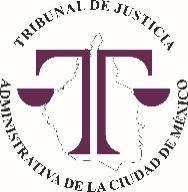 TRIBUNAL DE JUSTICIA
ADMINISTRATIVA DE LA CIUDAD DE MÉXICO